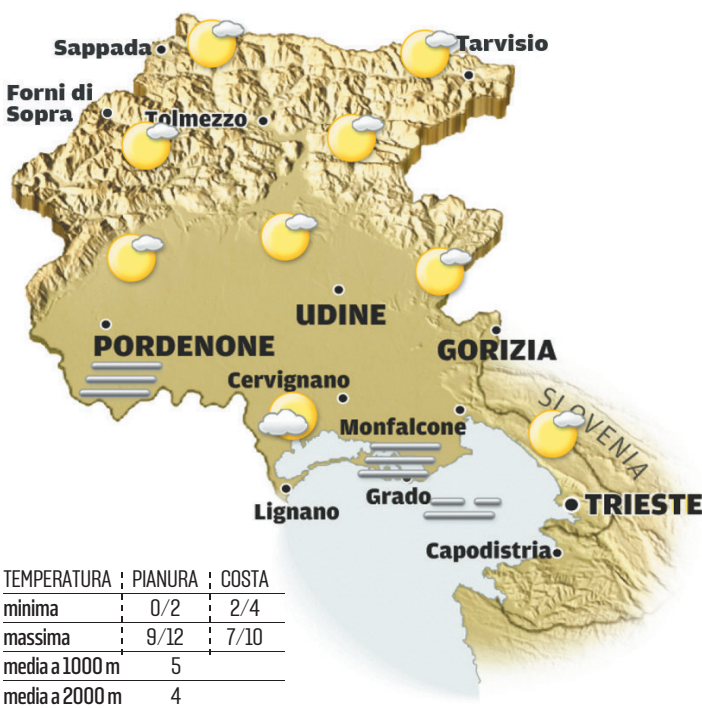 Sappada
Tarvisio
Forni di
Sopra
Tolmezzo
UDINE
PORDENONE
GORIZIA
Cervignano
SLOVENIA
Monfalcone
Grado
Lignano
TRIESTE
Capodistria
TEMPERATURA PIANURA COSTA
minima 0/2 2/4
massima 9/12 7/10
media a 1000 m 5
media a 2000 m 4